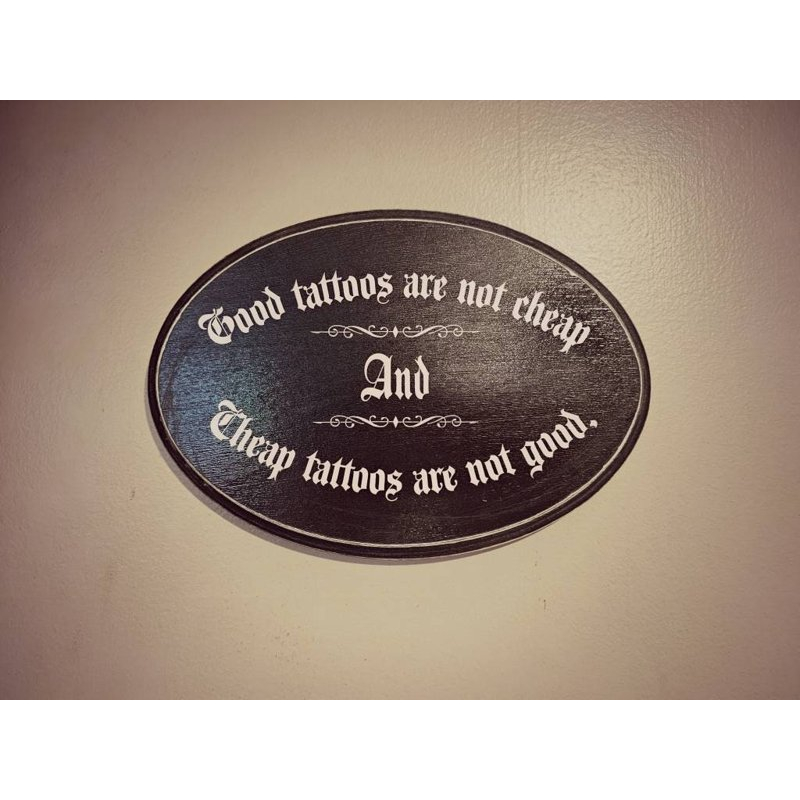 Good tattoos are not cheap
And
Cheap tattoos are not good.